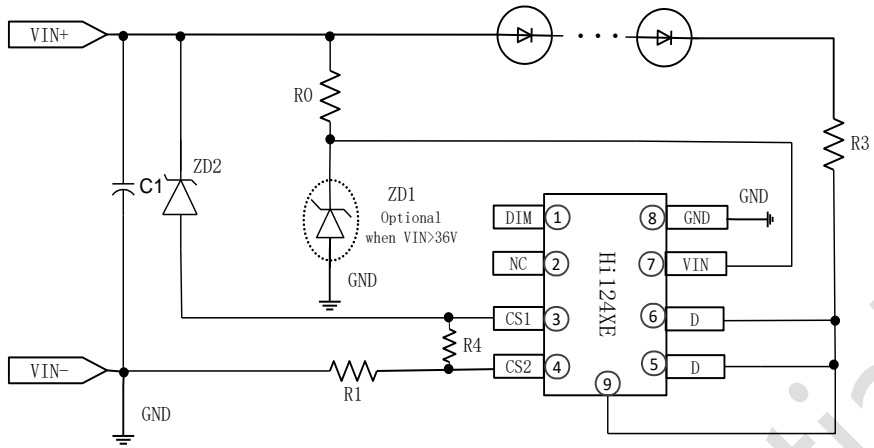 VIN+
R0
R3
ZD2
C1
ZD1
Optional
when VIN>36V
GND
DIM
1
8
GND
GND
NC
2
7
VIN
Hi124XE
CS1
3
6
D
R4
CS2
4
5
D
9
VIN-
R1
GND